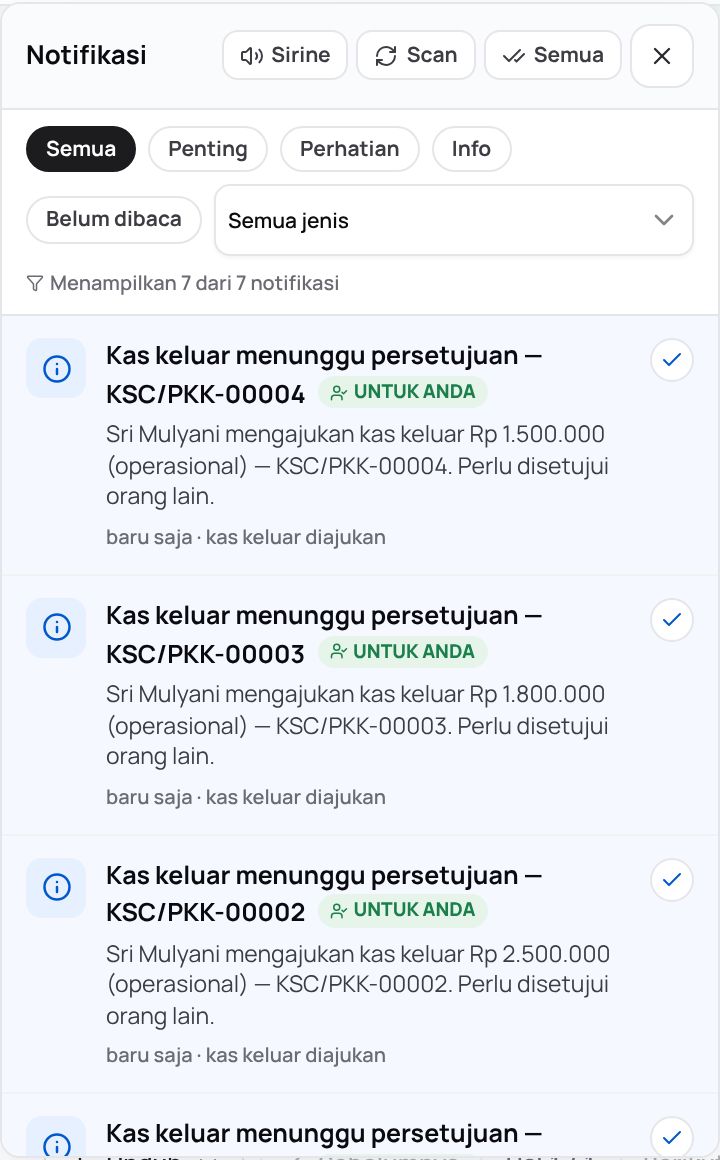 Notifikasi
Sirine
Scan
Semua
Semua
Penting
Perhatian
Info
Belum dibaca
Semua jenis
Menampilkan 7 dari 7 notifikasi
Kas keluar menunggu persetujuan —
KSC/PKK-00004 UNTUK ANDA
Sri Mulyani mengajukan kas keluar Rp 1.500.000
(operasional) — KSC/PKK-00004. Perlu disetujui
orang lain.
baru saja · kas keluar diajukan
Kas keluar menunggu persetujuan —
KSC/PKK-00003 UNTUK ANDA
Sri Mulyani mengajukan kas keluar Rp 1.800.000
(operasional) — KSC/PKK-00003. Perlu disetujui
orang lain.
baru saja · kas keluar diajukan
Kas keluar menunggu persetujuan —
KSC/PKK-00002 UNTUK ANDA
Sri Mulyani mengajukan kas keluar Rp 2.500.000
(operasional) — KSC/PKK-00002. Perlu disetujui
orang lain.
baru saja · kas keluar diajukan
Kas keluar menunggu persetujuan —